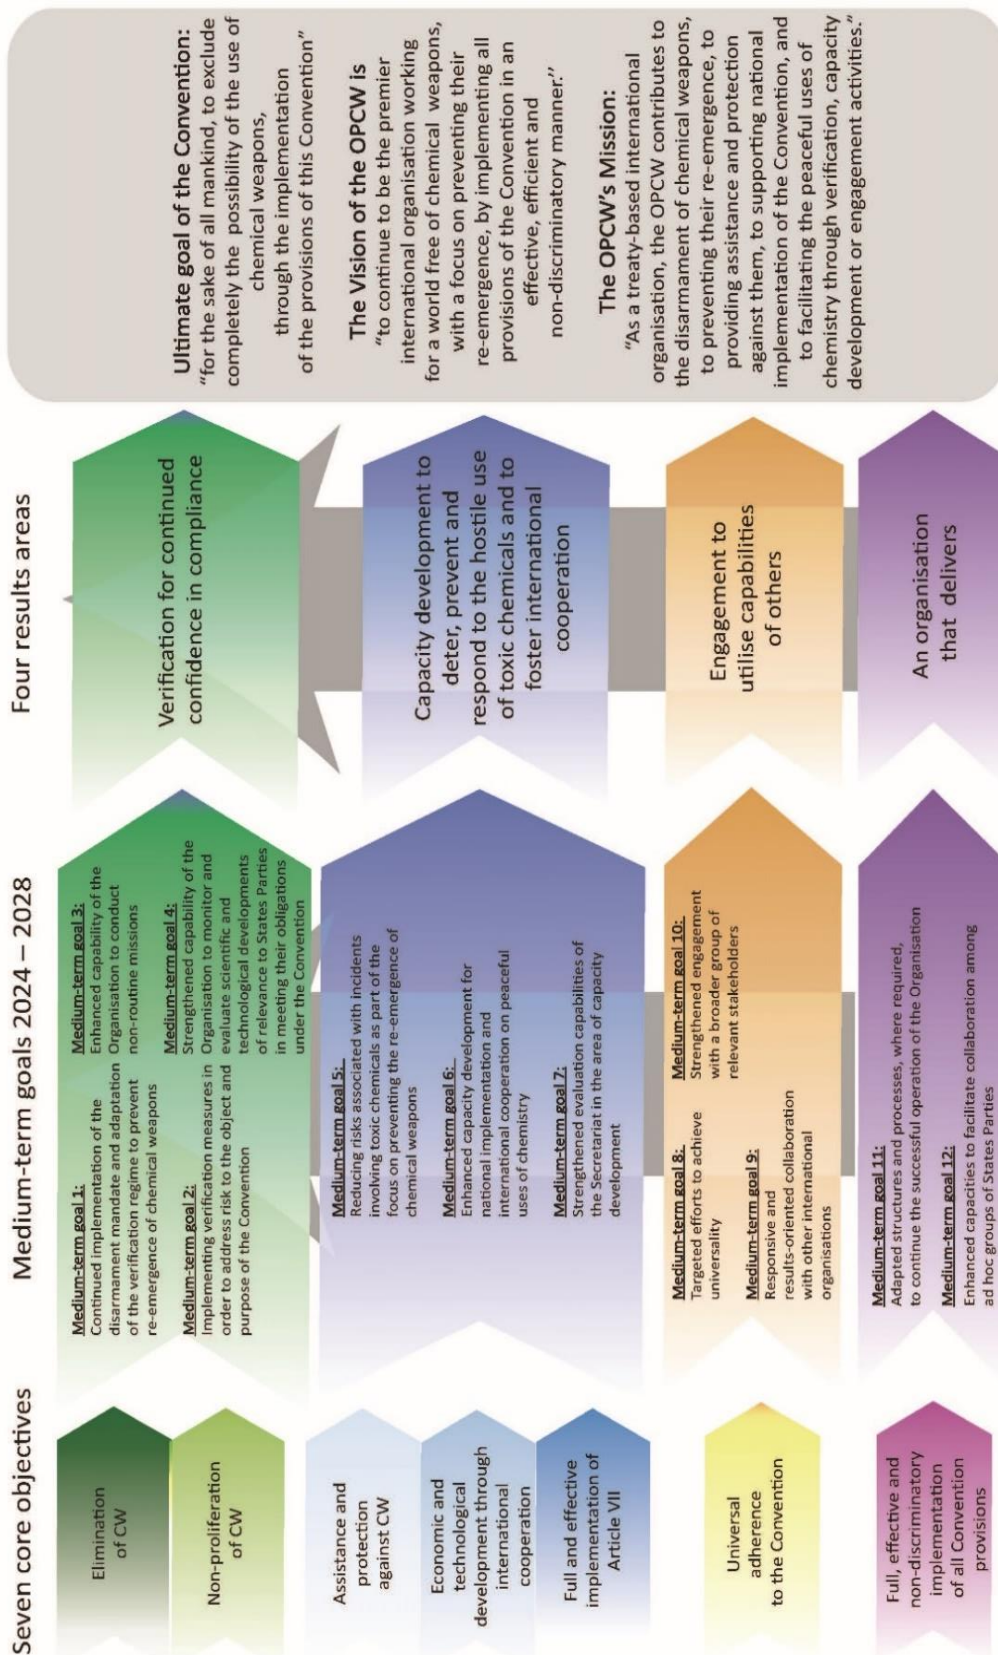 Seven core objectives
Elimination
of CW
Non-proliferation
of CW
Assistance and
protection
against CW
Economic and
technological
development through
international
cooperation
Full and effective
implementation of
Article VII
Universal
adherence
to the Convention
Full, effective and
non-discriminatory
implementation
of all Convention
provisions
Medium-term goals 2024 – 2028
Medium-term goal 1:
Continued implementation of the
disarmament mandate and adaptation
of the verification regime to prevent
re-emergence of chemical weapons
Medium-term goal 2:
Implementing verification measures in
order to address risk to the object and
purpose of the Convention
Medium-term goal 3:
Enhanced capability of the
Organisation to conduct
non-routine missions
Medium-term goal 4:
Strengthened capability of the
Organisation to monitor and
evaluate scientific and
technological developments
of relevance to States Parties
in meeting their obligations
under the Convention
Medium-term goal 5:
Reducing risks associated with incidents
involving toxic chemicals as part of the
focus on preventing the re-emergence of
chemical weapons
Medium-term goal 6:
Enhanced capacity development for
national implementation and
international cooperation on peaceful
uses of chemistry
Medium-term goal 7:
Strengthened evaluation capabilities of
the Secretariat in the area of capacity
development
Medium-term goal 8:
Targeted efforts to achieve
universality
Medium-term goal 9:
Responsive and
results-oriented collaboration
with other international
organisations
Medium-term goal 10:
Strengthened engagement
with a broader group of
relevant stakeholders
Medium-term goal 11:
Adapted structures and processes, where required,
to continue the successful operation of the Organisation
Medium-term goal 12:
Enhanced capacities to facilitate collaboration among
ad hoc groups of States Parties
Four results areas
Verification for continued
confidence in compliance
Capacity development to
deter, prevent and
respond to the hostile use
of toxic chemicals and to
foster international
cooperation
Engagement to
utilise capabilities
of others
An organisation
that delivers
Ultimate goal of the Convention:
“for the sake of all mankind, to exclude
completely the possibility of the use of
chemical weapons,
through the implementation
of the provisions of this Convention”
The Vision of the OPCW is
“to continue to be the premier
international organisation working
for a world free of chemical weapons,
with a focus on preventing their
re-emergence, by implementing all
provisions of the Convention in an
effective, efficient and
non-discriminatory manner.”
The OPCW’s Mission:
“As a treaty-based international
organisation, the OPCW contributes to
the disarmament of chemical weapons,
to preventing their re-emergence, to
providing assistance and protection
against them, to supporting national
implementation of the Convention, and
to facilitating the peaceful uses of
chemistry through verification, capacity
development or engagement activities.”